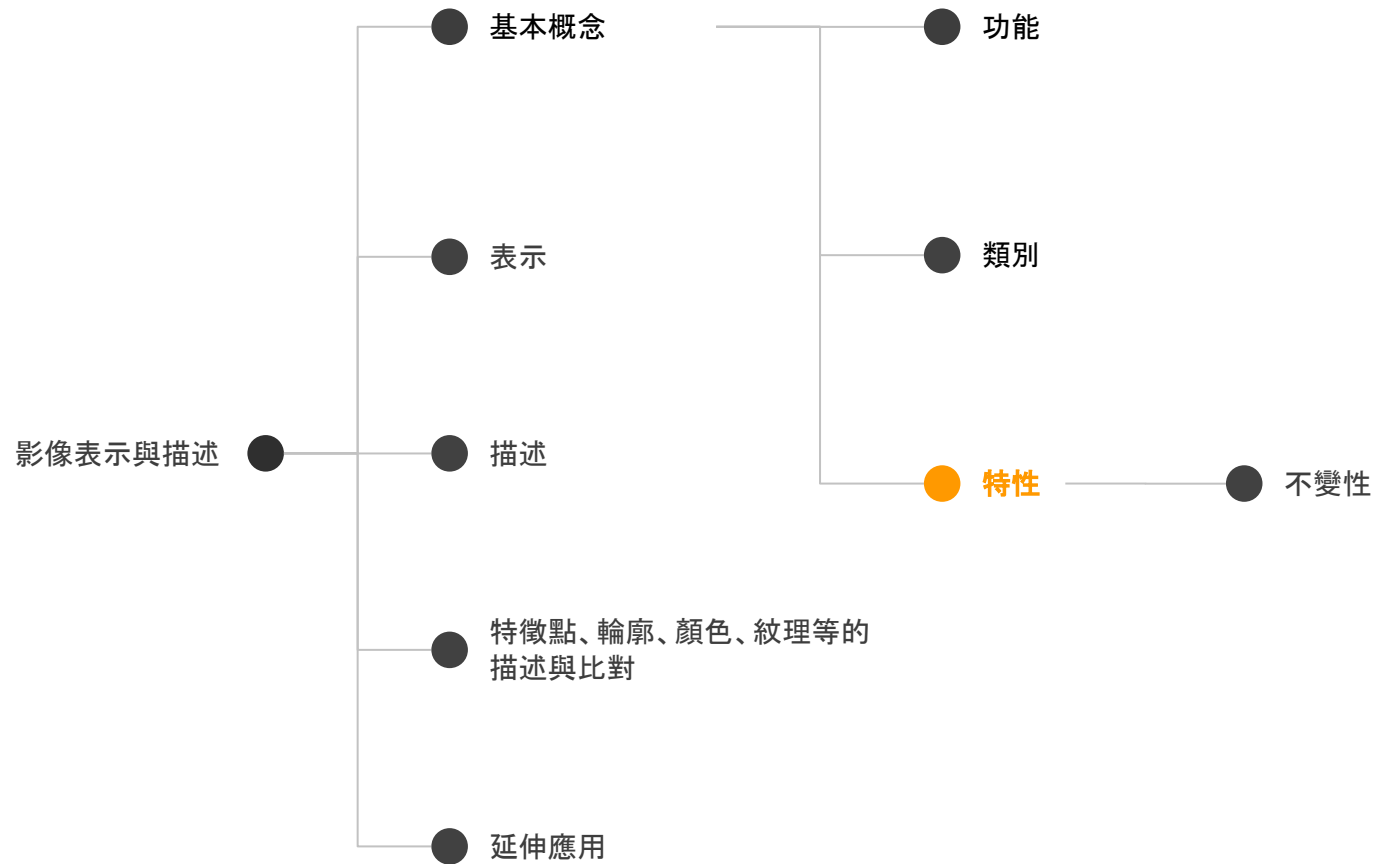 基本概念
功能
表示
類別
影像表示與描述
描述
特性
不變性
特徵點、輪廓、顏色、紋理等的
描述與比對
延伸應用